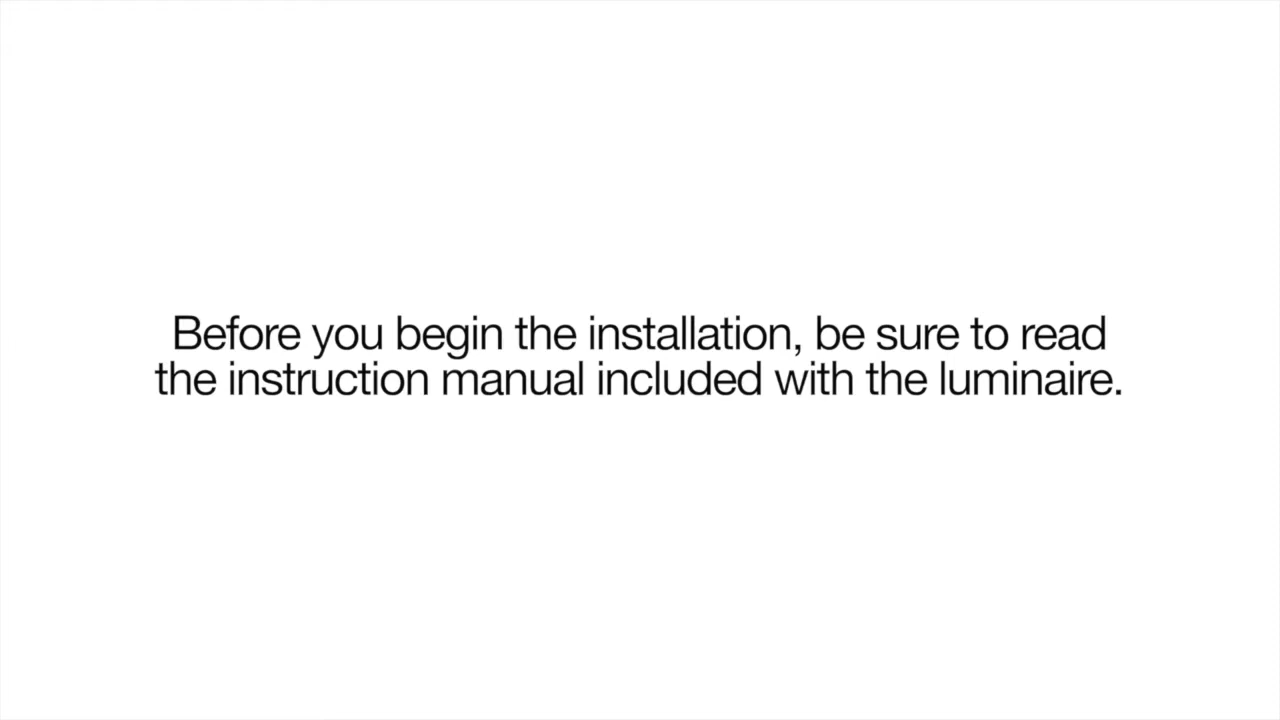 Before you begin the installation, be sure to read
the instruction manual included with the luminaire.